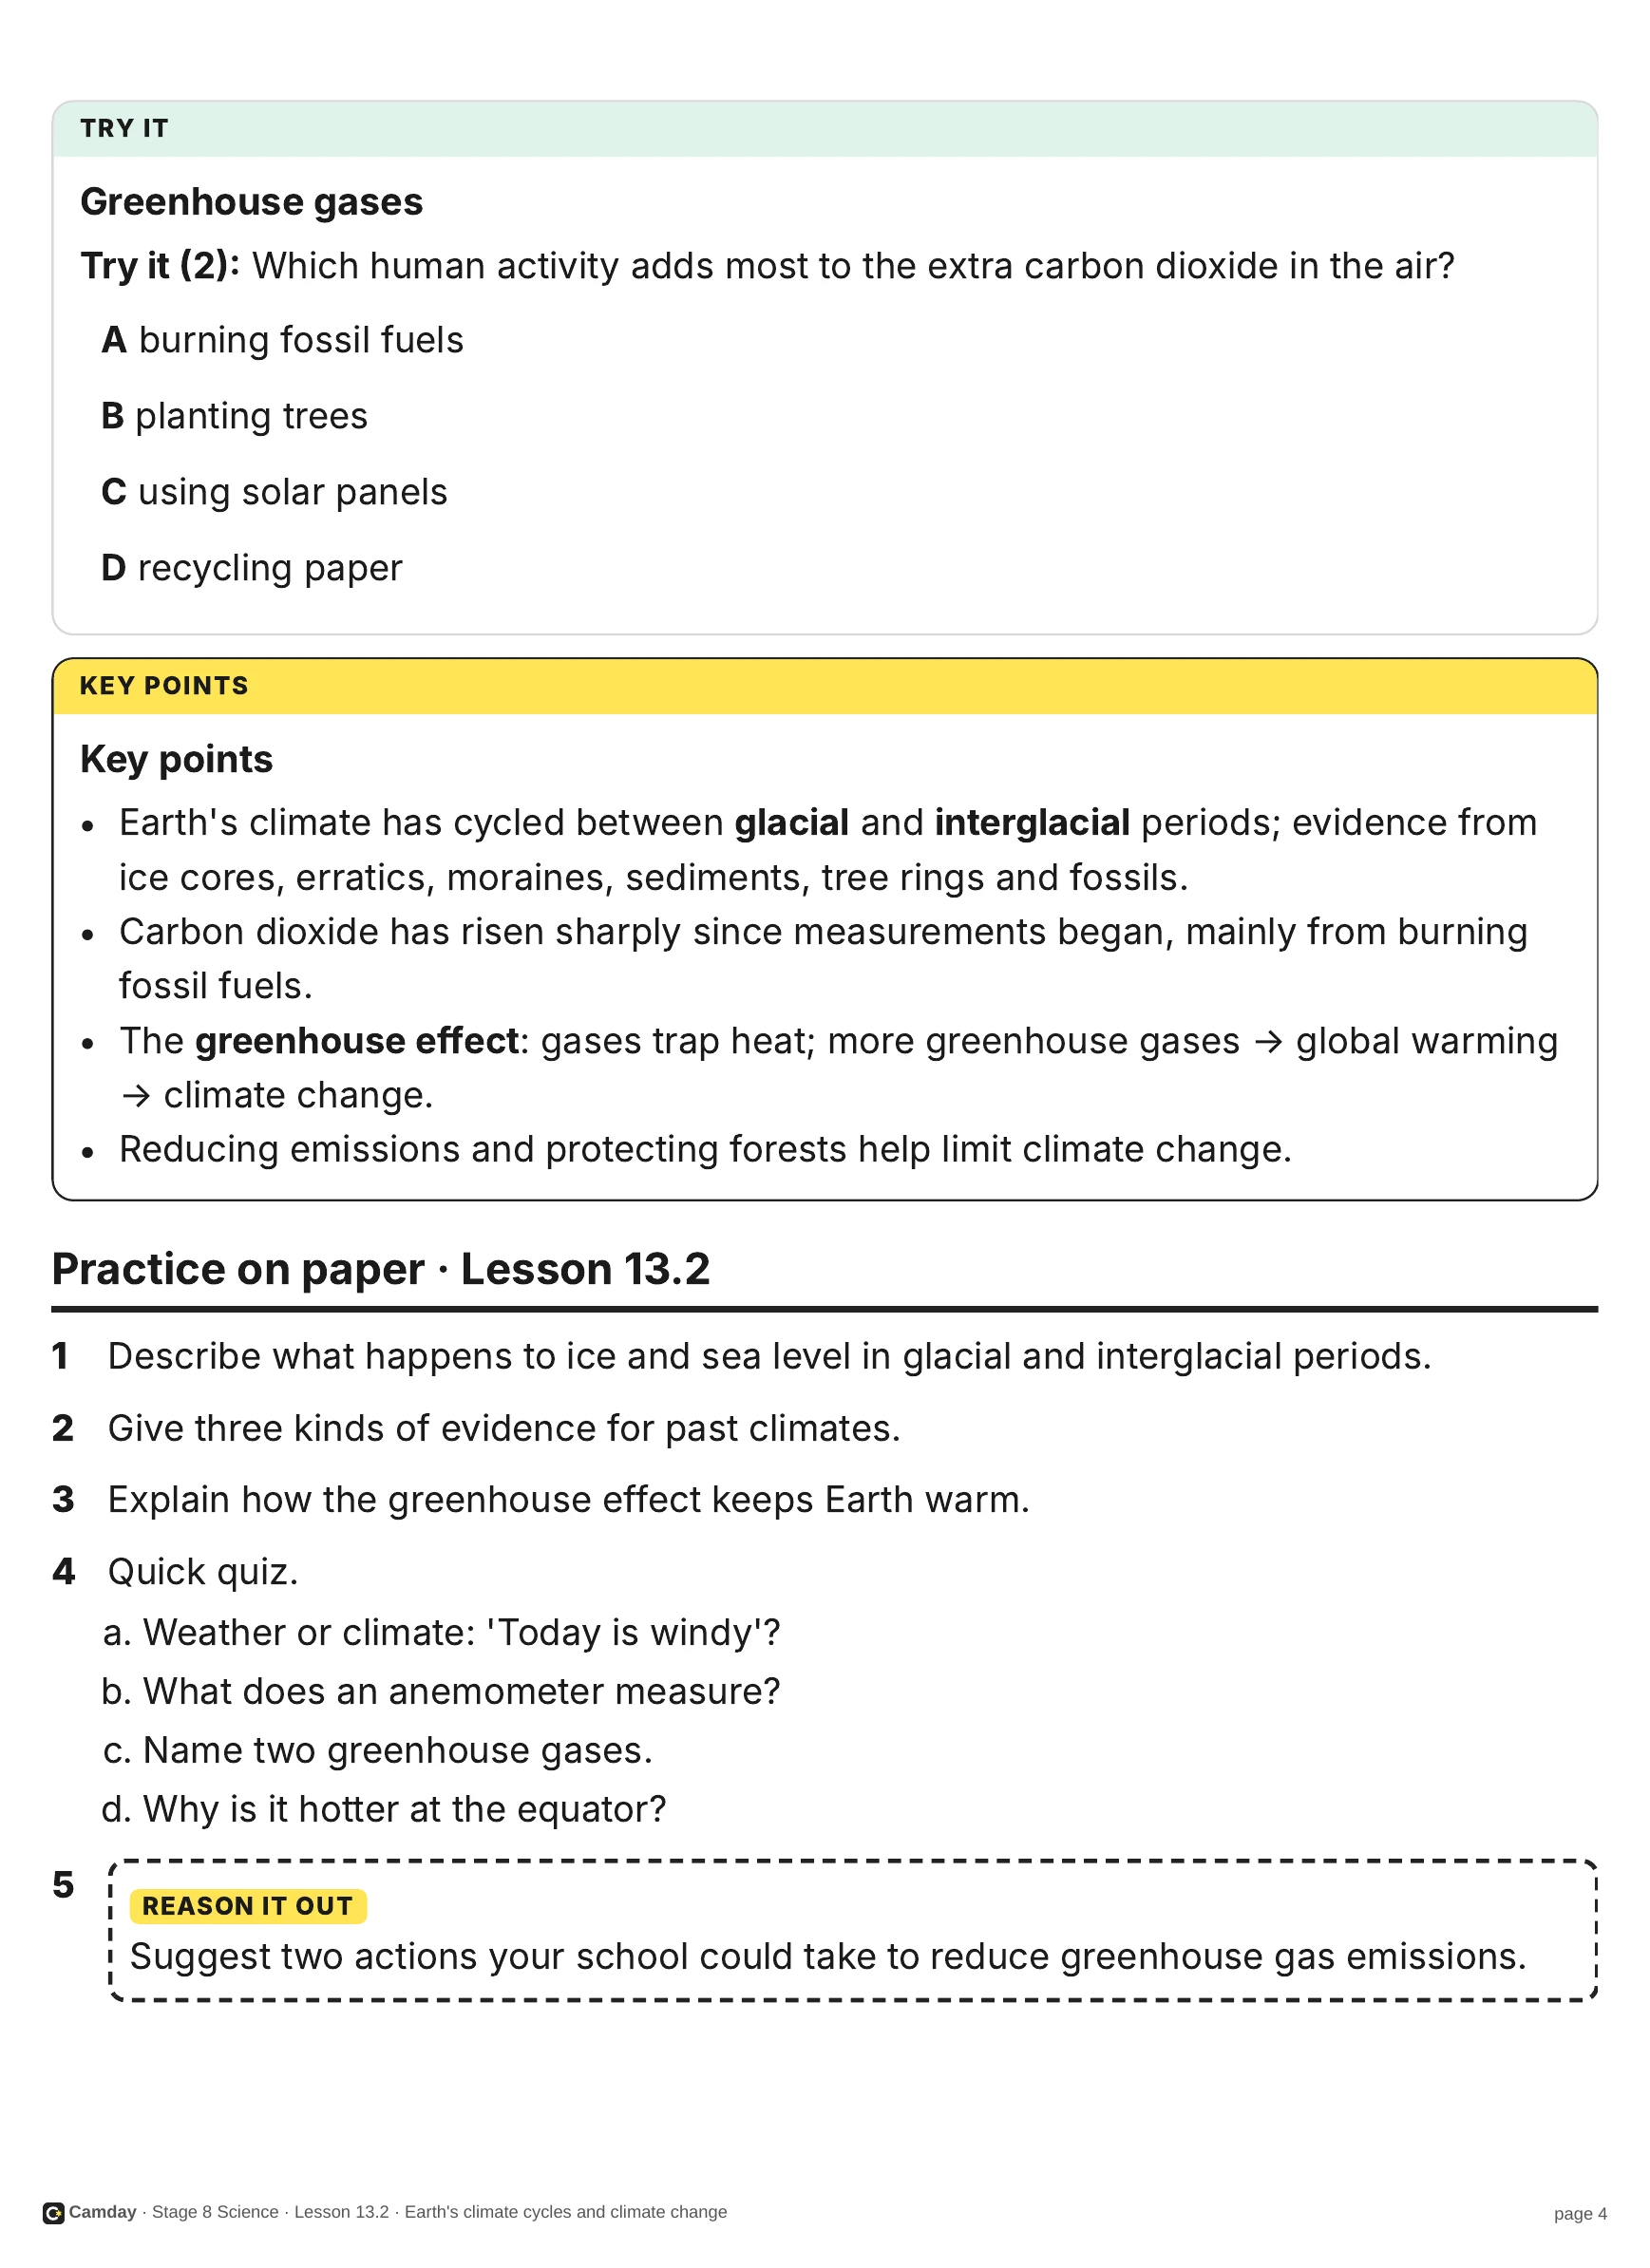 TRY IT
Greenhouse gases
Try it (2): Which human activity adds most to the extra carbon dioxide in the air?
A burning fossil fuels
B planting trees
C using solar panels
D recycling paper
KEY POINTS
Key points
• Earth's climate has cycled between glacial and interglacial periods; evidence from
ice cores, erratics, moraines, sediments, tree rings and fossils.
• Carbon dioxide has risen sharply since measurements began, mainly from burning
fossil fuels.
• The greenhouse effect: gases trap heat; more greenhouse gases → global warming
→ climate change.
• Reducing emissions and protecting forests help limit climate change.
Practice on paper · Lesson 13.2
1 Describe what happens to ice and sea level in glacial and interglacial periods.
2 Give three kinds of evidence for past climates.
3 Explain how the greenhouse effect keeps Earth warm.
4 Quick quiz.
a. Weather or climate: 'Today is windy'?
b. What does an anemometer measure?
c. Name two greenhouse gases.
d. Why is it hotter at the equator?
5 REASON IT OUT
Suggest two actions your school could take to reduce greenhouse gas emissions.
Camday · Stage 8 Science · Lesson 13.2 · Earth's climate cycles and climate change page 4